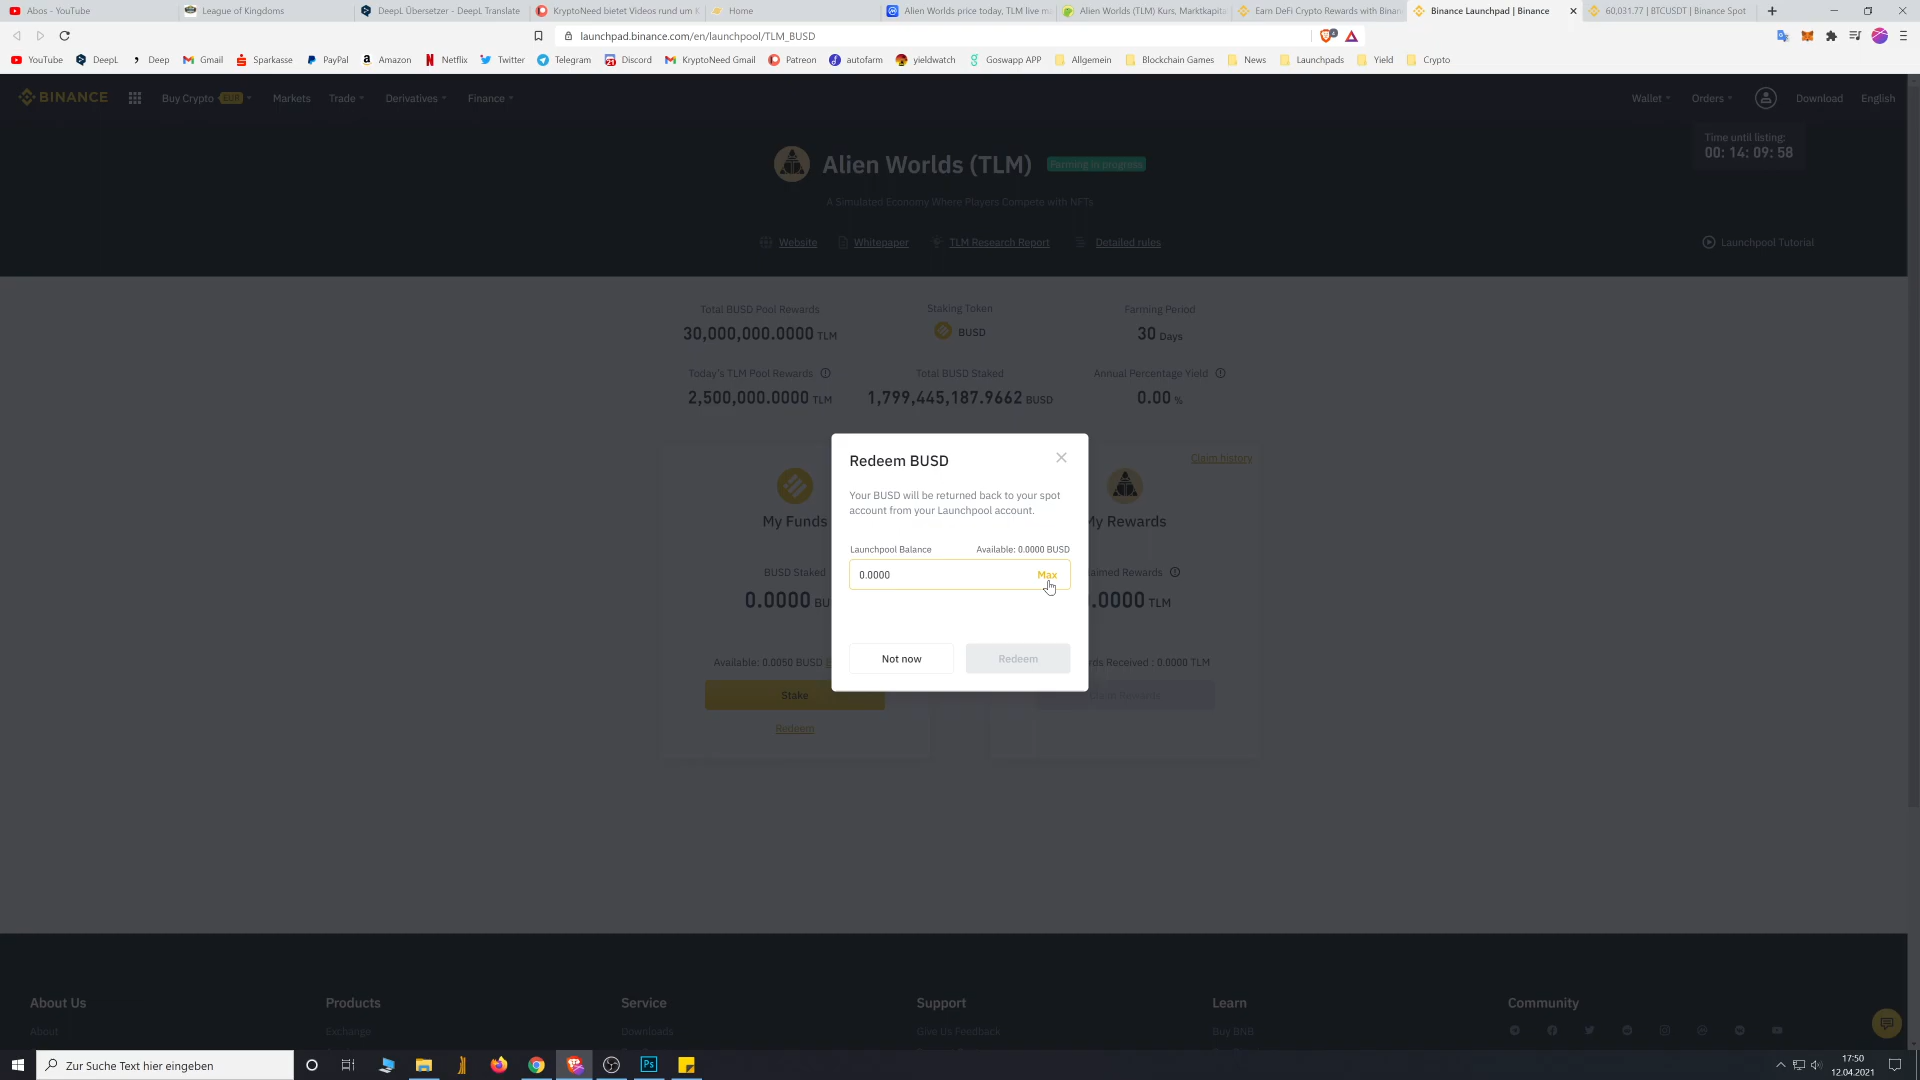 Abos - YouTube
League of Kingdoms
DeepL Übersetzer - DeepL Translate
KryptoNeed bietet Videos rund um K
Home
Alien Worlds price today, TLM live m
Alien Worlds (TLM) Kurs, Marktkapita
Earn DeFi Crypto Rewards with Binan
Binance Launchpad | Binance
60,031.77 | BTCUSDT | Binance Spot
launchpad.binance.com/en/launchpool/TLM_BUSD
YouTube
DeepL
Deep
Gmail
Sparkasse
PayPal
Amazon
Netflix
Twitter
Telegram
Discord
KryptoNeed Gmail
Patreon
autofarm
yieldwatch
Goswapp APP
Allgemein
Blockchain Games
News
Launchpads
Yield
Crypto
BINANCE
Buy Crypto EUR
Markets
Trade
Derivatives
Finance
Wallet
Orders
Download
English
Time until listing:
00: 14: 09: 58
Alien Worlds (TLM)
Farming in progress
A Simulated Economy Where Players Compete with NFTs
Website
Whitepaper
TLM Research Report
Detailed rules
Launchpool Tutorial
Total BUSD Pool Rewards
30,000,000.0000 TLM
Staking Token
BUSD
Farming Period
30 Days
Today's TLM Pool Rewards
2,500,000.0000 TLM
Total BUSD Staked
1,799,445,187.9662 BUSD
Annual Percentage Yield
0.00 %
Claim history
My Funds
BUSD Staked
0.0000 BU
Available: 0.0050 BUSD
Stake
Redeem
My Rewards
aimed Rewards
.0000 TLM
ds Received : 0.0000 TLM
Redeem BUSD
Your BUSD will be returned back to your spot
account from your Launchpool account.
Launchpool Balance
Available: 0.0000 BUSD
0.0000
Max
Not now
Redeem
About Us
Products
Service
Support
Learn
Community
About
Exchange
Downloads
Give Us Feedback
Buy BNB
Zur Suche Text hier eingeben
Ps
17:50
12.04.2021